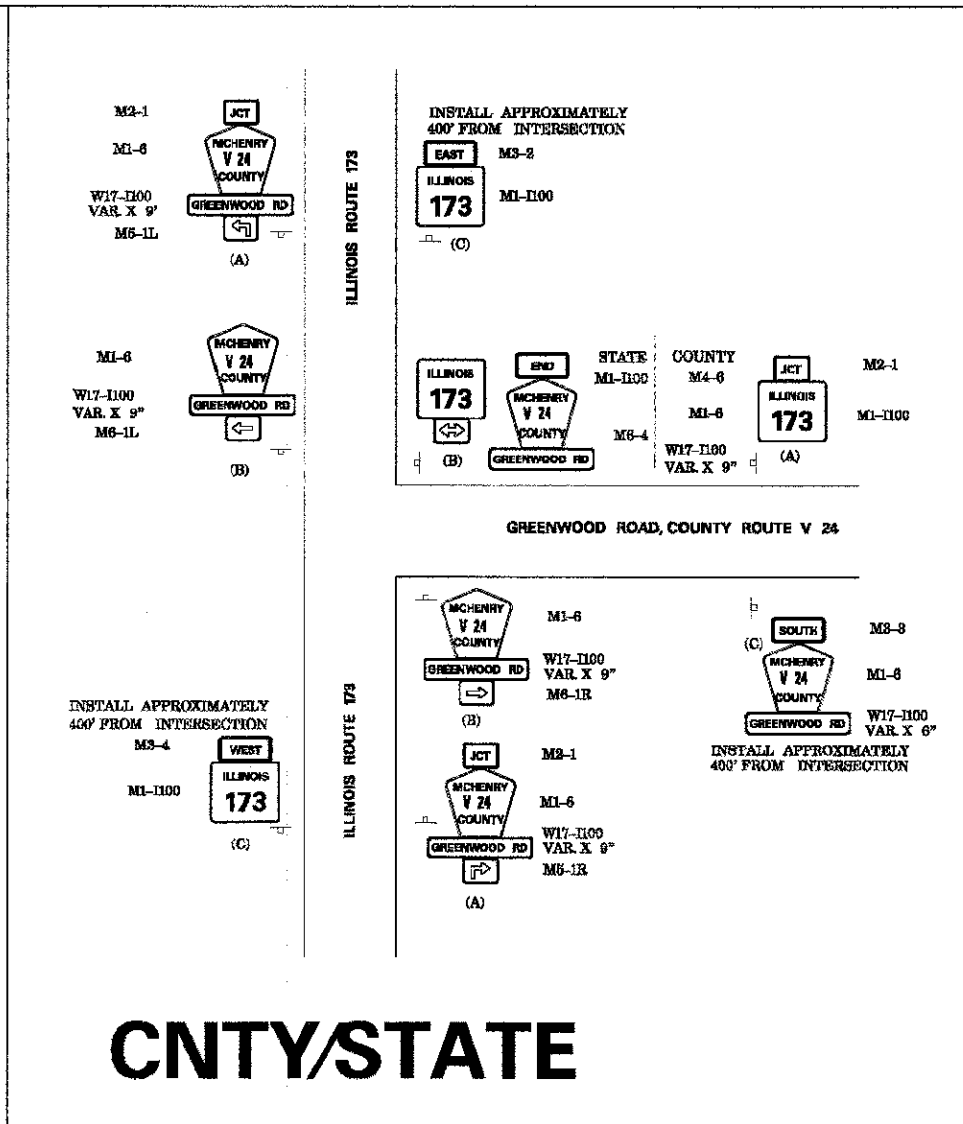 M2-1
JCT
M1-6
MCHENRY
V 24
COUNTY
W17-I100
VAR. X 9'
GREENWOOD RD
M5-1L
(A)
ILLINOIS ROUTE 173
INSTALL APPROXIMATELY
400' FROM INTERSECTION
EAST
M3-2
ILLINOIS
173
M1-I100
(C)
M1-6
MCHENRY
V 24
COUNTY
W17-I100
VAR. X 9"
GREENWOOD RD
M6-1L
(B)
ILLINOIS
173
(B)
END
MCHENRY
V 24
COUNTY
GREENWOOD RD
STATE
M1-I100
M6-4
COUNTY
M4-6
M1-6
W17-I100
VAR. X 9"
JCT
M2-1
ILLINOIS
173
M1-I100
(A)
GREENWOOD ROAD, COUNTY ROUTE V 24
MCHENRY
V 24
COUNTY
M1-6
GREENWOOD RD
W17-I100
VAR. X 9"
M6-1R
(B)
JCT
M2-1
MCHENRY
V 24
COUNTY
M1-6
GREENWOOD RD
W17-I100
VAR. X 9"
M5-1R
(A)
(C)
SOUTH
M3-3
MCHENRY
V 24
COUNTY
M1-6
GREENWOOD RD
W17-I100
VAR. X 6"
INSTALL APPROXIMATELY
400' FROM INTERSECTION
INSTALL APPROXIMATELY
400' FROM INTERSECTION
M3-4
WEST
M1-I100
ILLINOIS
173
(C)
ILLINOIS ROUTE 173
CNTY/STATE